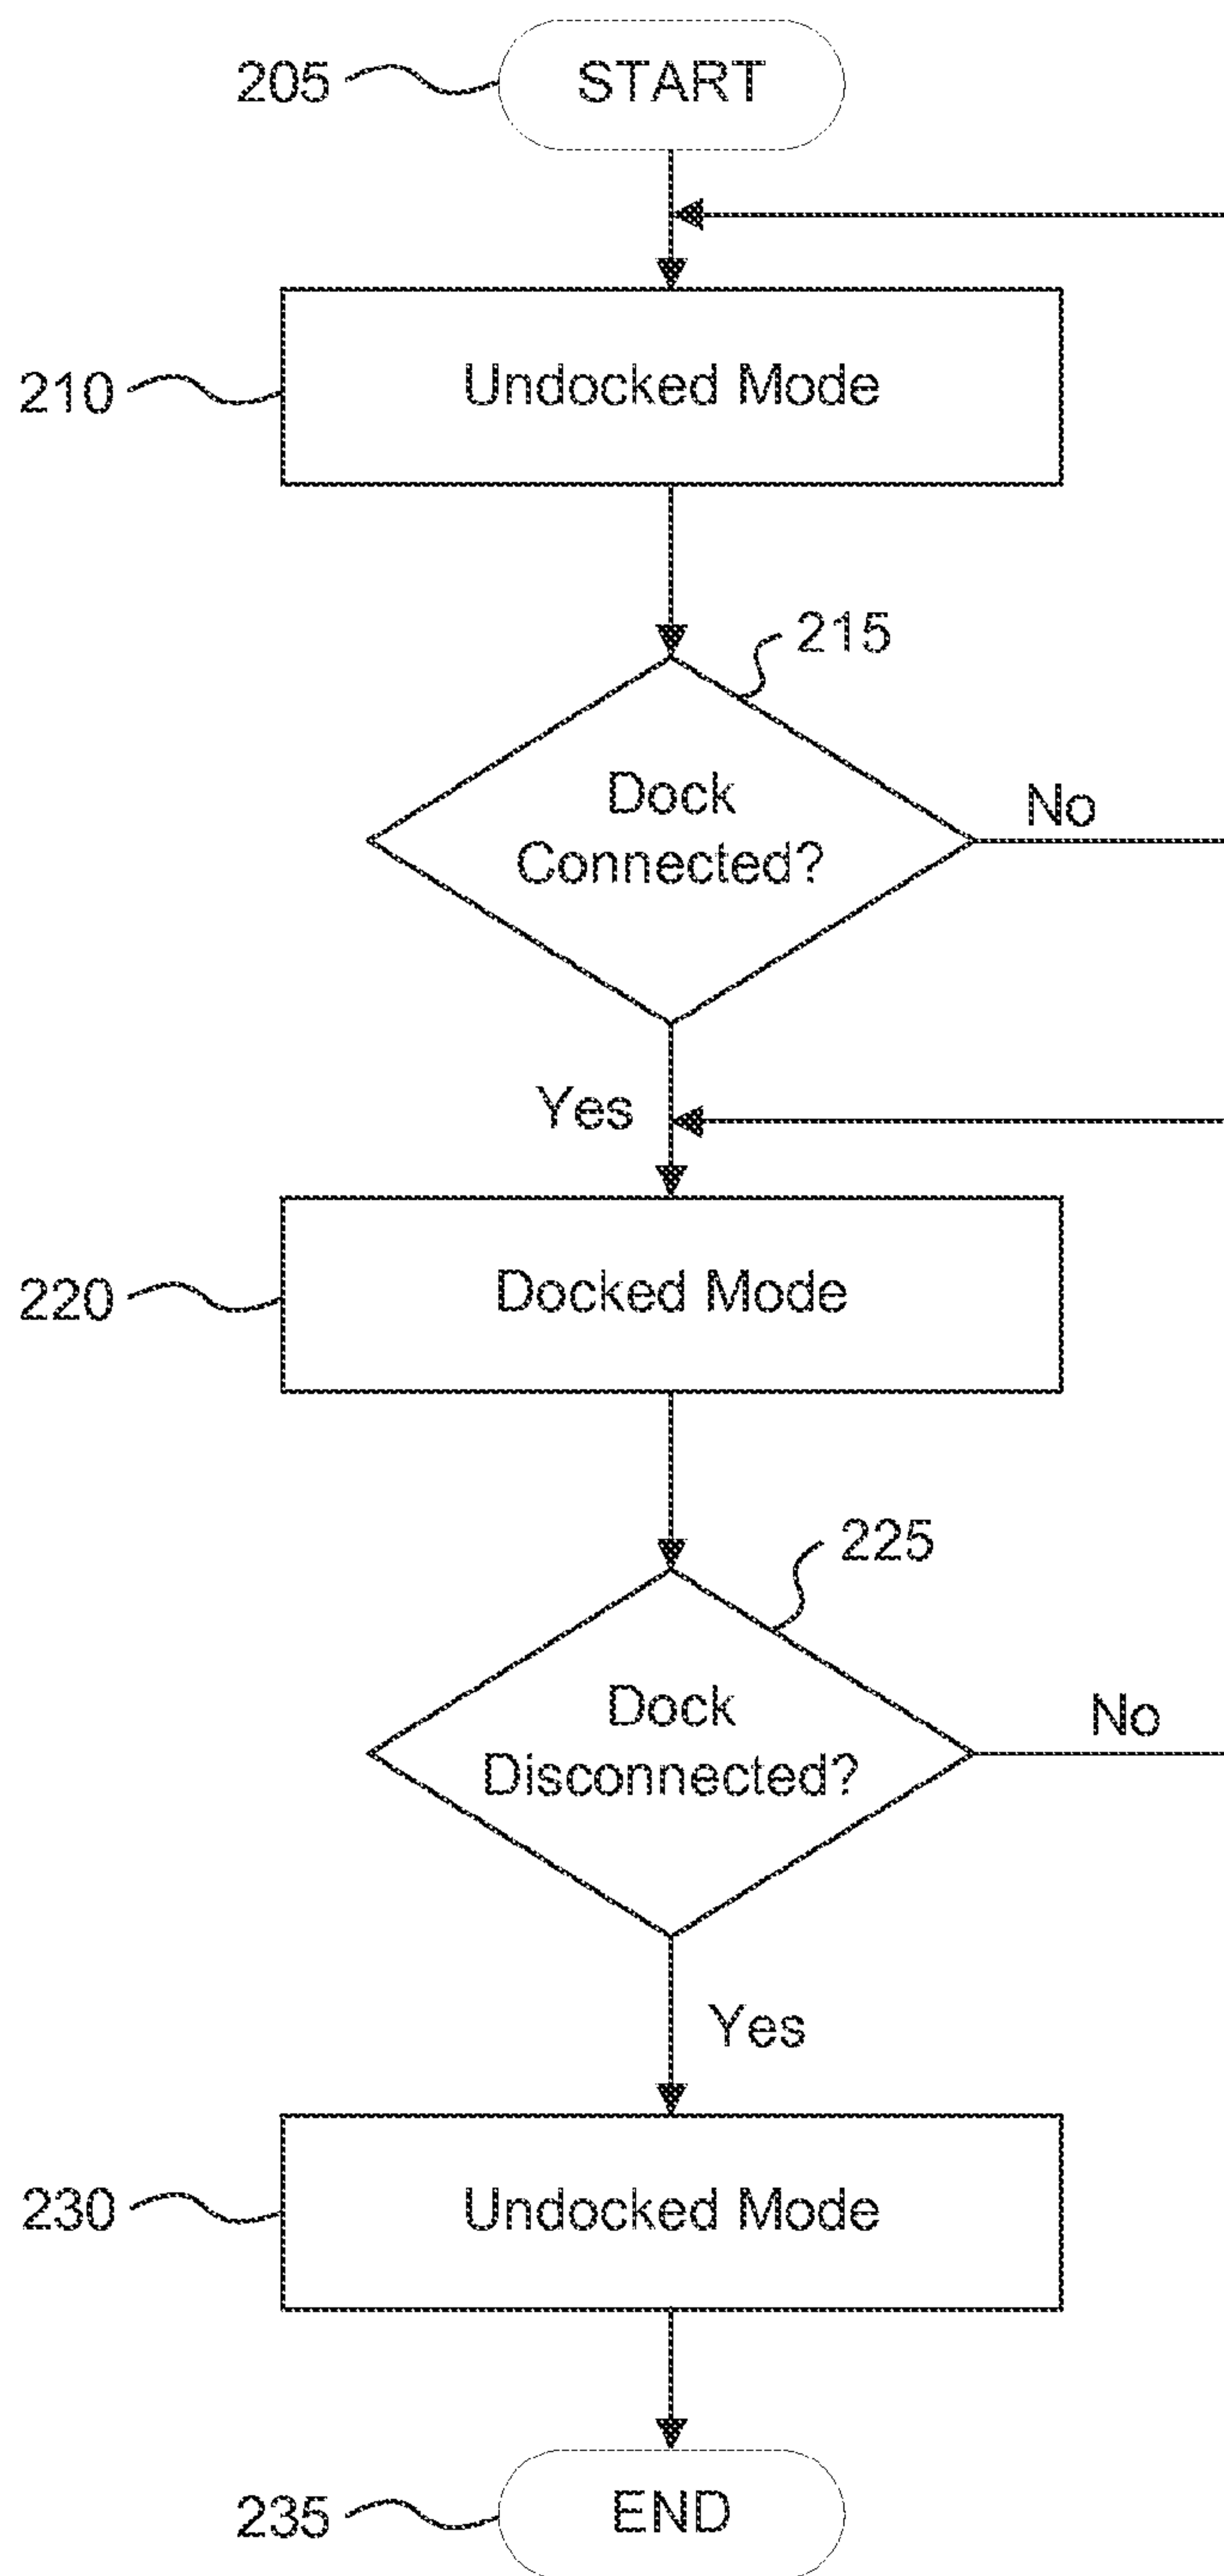 205
START
210
Undocked Mode
215
Dock
Connected?
No
Yes
220
Docked Mode
225
Dock
Disconnected?
No
Yes
230
Undocked Mode
235
END